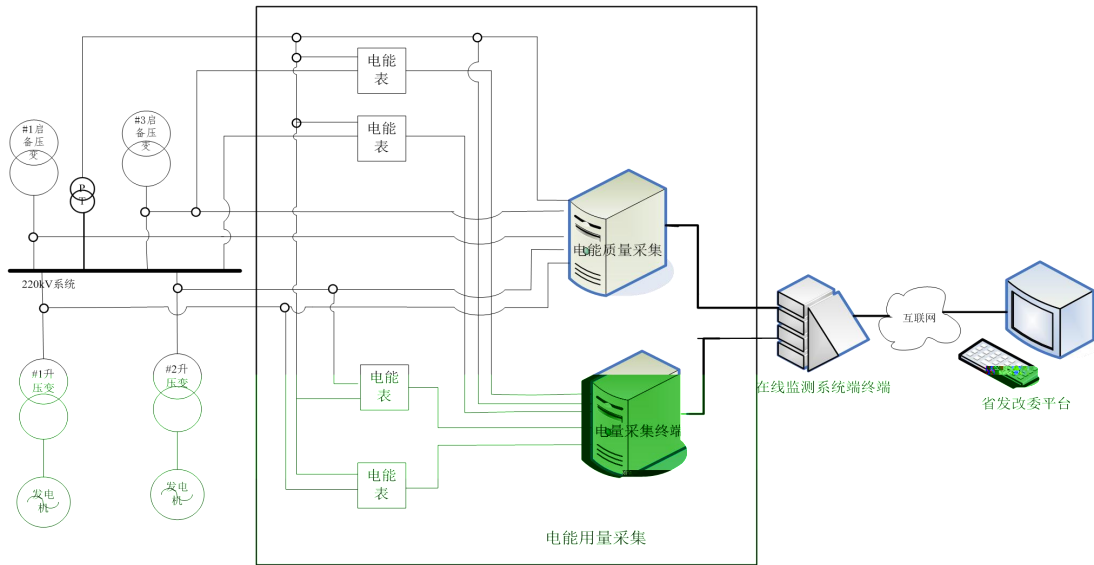 电能
表
电能
表
#1启
备压
变
#3启
备压
变
P
T
电能质量采集
220kV系统
互联网
#1升
压变
#2升
压变
电能
表
在线监测系统端终端
省发改委平台
电量采集终端
电能
表
发电
机
发电
机
电能用量采集